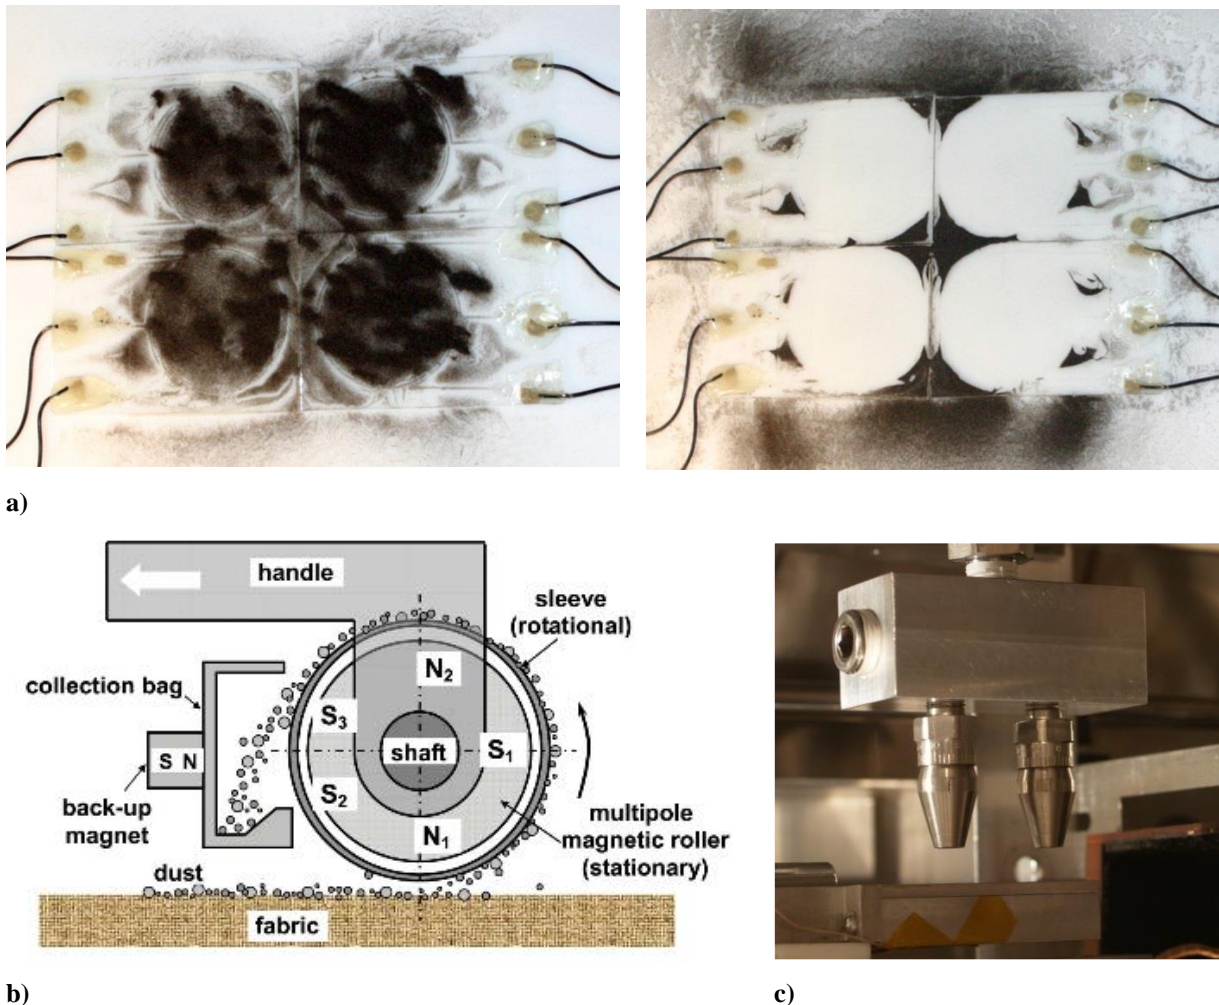 a)
handle
sleeve
(rotational)
N₂
collection bag
S₃
shaft
S₁
S N
S₂
back-up
magnet
N₁
multipole
magnetic roller
(stationary)
dust
fabric
b)
c)